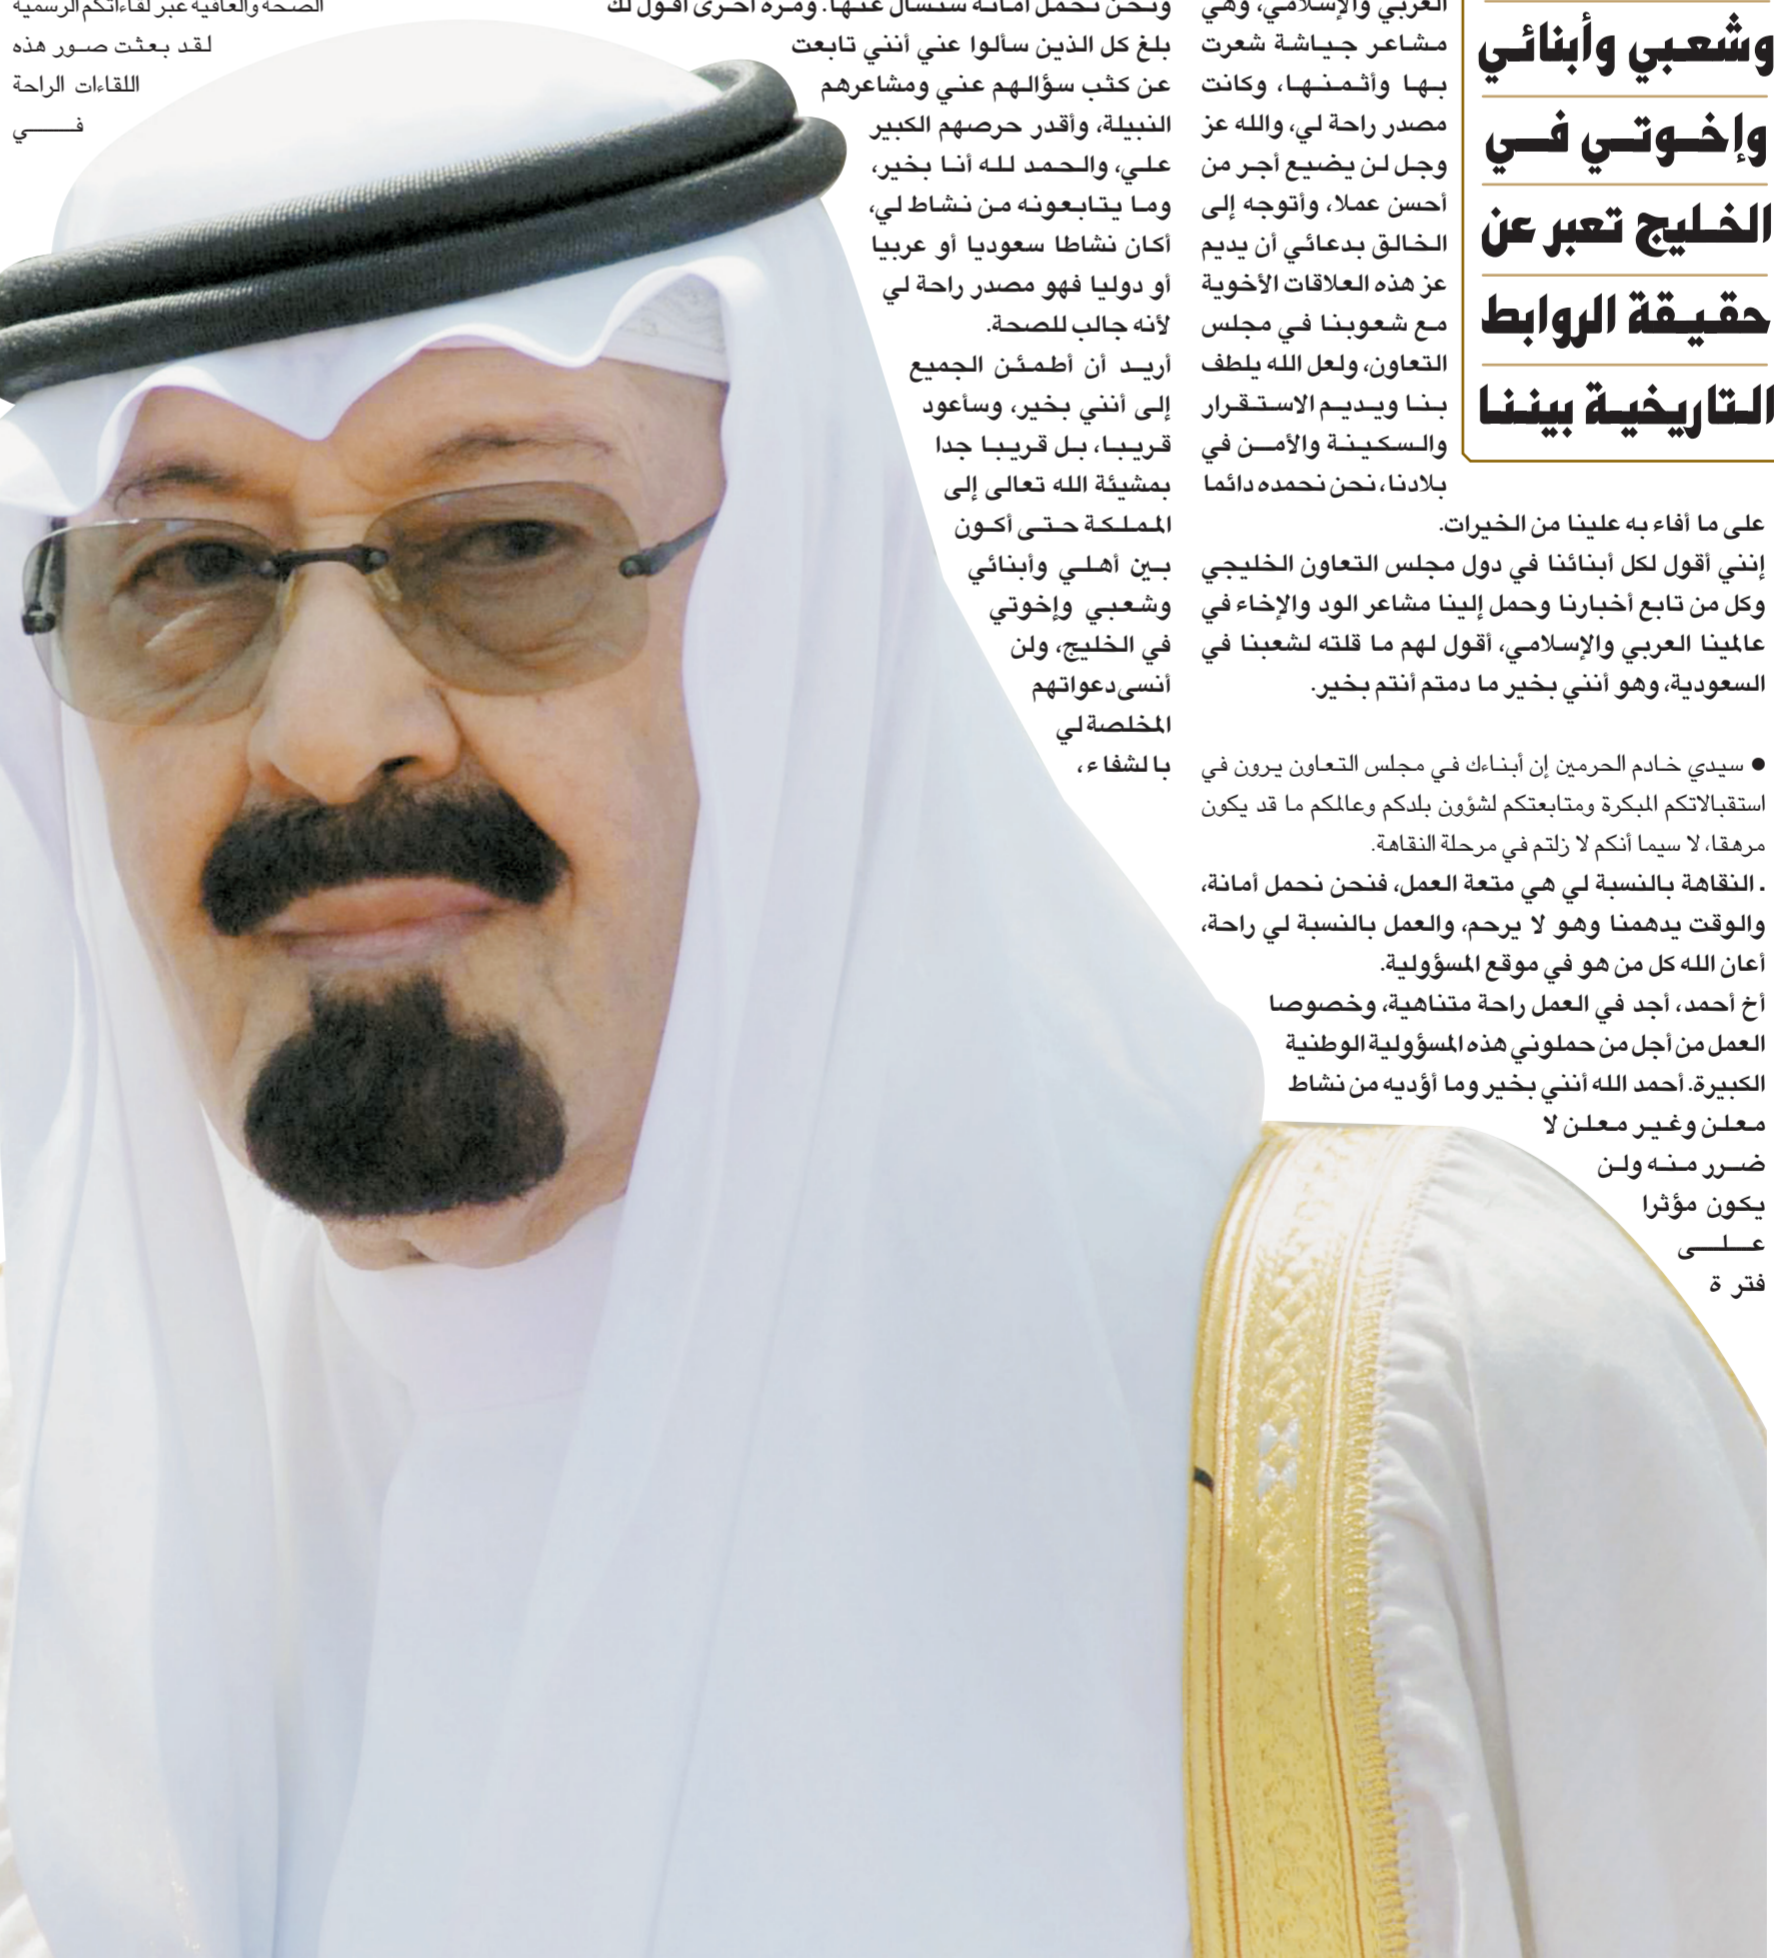 وشعبي وأبنائي
وإخوتي في
الخليج تعبر عن
حقيقة الروابط
التاريخية بيننا
العربي والإسلامي، وهي
مشاعر جياشة شعرت
بها وأثمنها، وكانت
مصدر راحة لي، والله عز
وجل لن يضيع أجر من
أحسن عملا، وأتوجه إلى
الخالق بدعائي أن يديم
عز هذه العلاقات الأخوية
مع شعوبنا في مجلس
التعاون، ولعل الله يلطف
بنا ويديم الاستقرار
والسكينة والأمن في
بلادنا، نحن نحمده دائما
على ما أفاء به علينا من الخيرات.
إنني أقول لكل أبنائنا في دول مجلس التعاون الخليجي
وكل من تابع أخبارنا وحمل إلينا مشاعر الود والإخاء في
عالمينا العربي والإسلامي، أقول لهم ما قلته لشعبنا في
السعودية، وهو أنني بخير ما دمتم أنتم بخير.
● سيدي خادم الحرمين إن أبناءك في مجلس التعاون يرون في
استقبالاتكم المبكرة ومتابعتكم لشؤون بلدكم وعالمكم ما قد يكون
مرهقا، لا سيما أنكم لا زلتم في مرحلة النقاهة.
. النقاهة بالنسبة لي هي متعة العمل، فنحن نحمل أمانة،
والوقت يدهمنا وهو لا يرحم، والعمل بالنسبة لي راحة،
أعان الله كل من هو في موقع المسؤولية.
أخ أحمد، أجد في العمل راحة متناهية، وخصوصا
العمل من أجل من حملوني هذه المسؤولية الوطنية
الكبيرة. أحمد الله أنني بخير وما أؤديه من نشاط
معلن وغير معلن لا
ضرر منه ولن
يكون مؤثرا
على
فترة
ونحن نحمل أمانة سنسأل عنها. ومرة أخرى أقول لك
بلغ كل الذين سألوا عني أنني تابعت
عن كثب سؤالهم عني ومشاعرهم
النبيلة، وأقدر حرصهم الكبير
علي، والحمد لله أنا بخير،
وما يتابعونه من نشاط لي،
أكان نشاطا سعوديا أو عربيا
أو دوليا فهو مصدر راحة لي
لأنه جالب للصحة.
أريد أن أطمئن الجميع
إلى أنني بخير، وسأعود
قريبا، بل قريبا جدا
بمشيئة الله تعالى إلى
المملكة حتى أكون
بين أهلي وأبنائي
وشعبي وإخوتي
في الخليج، ولن
أنسى دعواتهم
المخلصة لي
بالشفاء،
الصحة والعافية عبر لقاءاتكم الرسمية
لقد بعثت صور هذه
اللقاءات الراحة
في